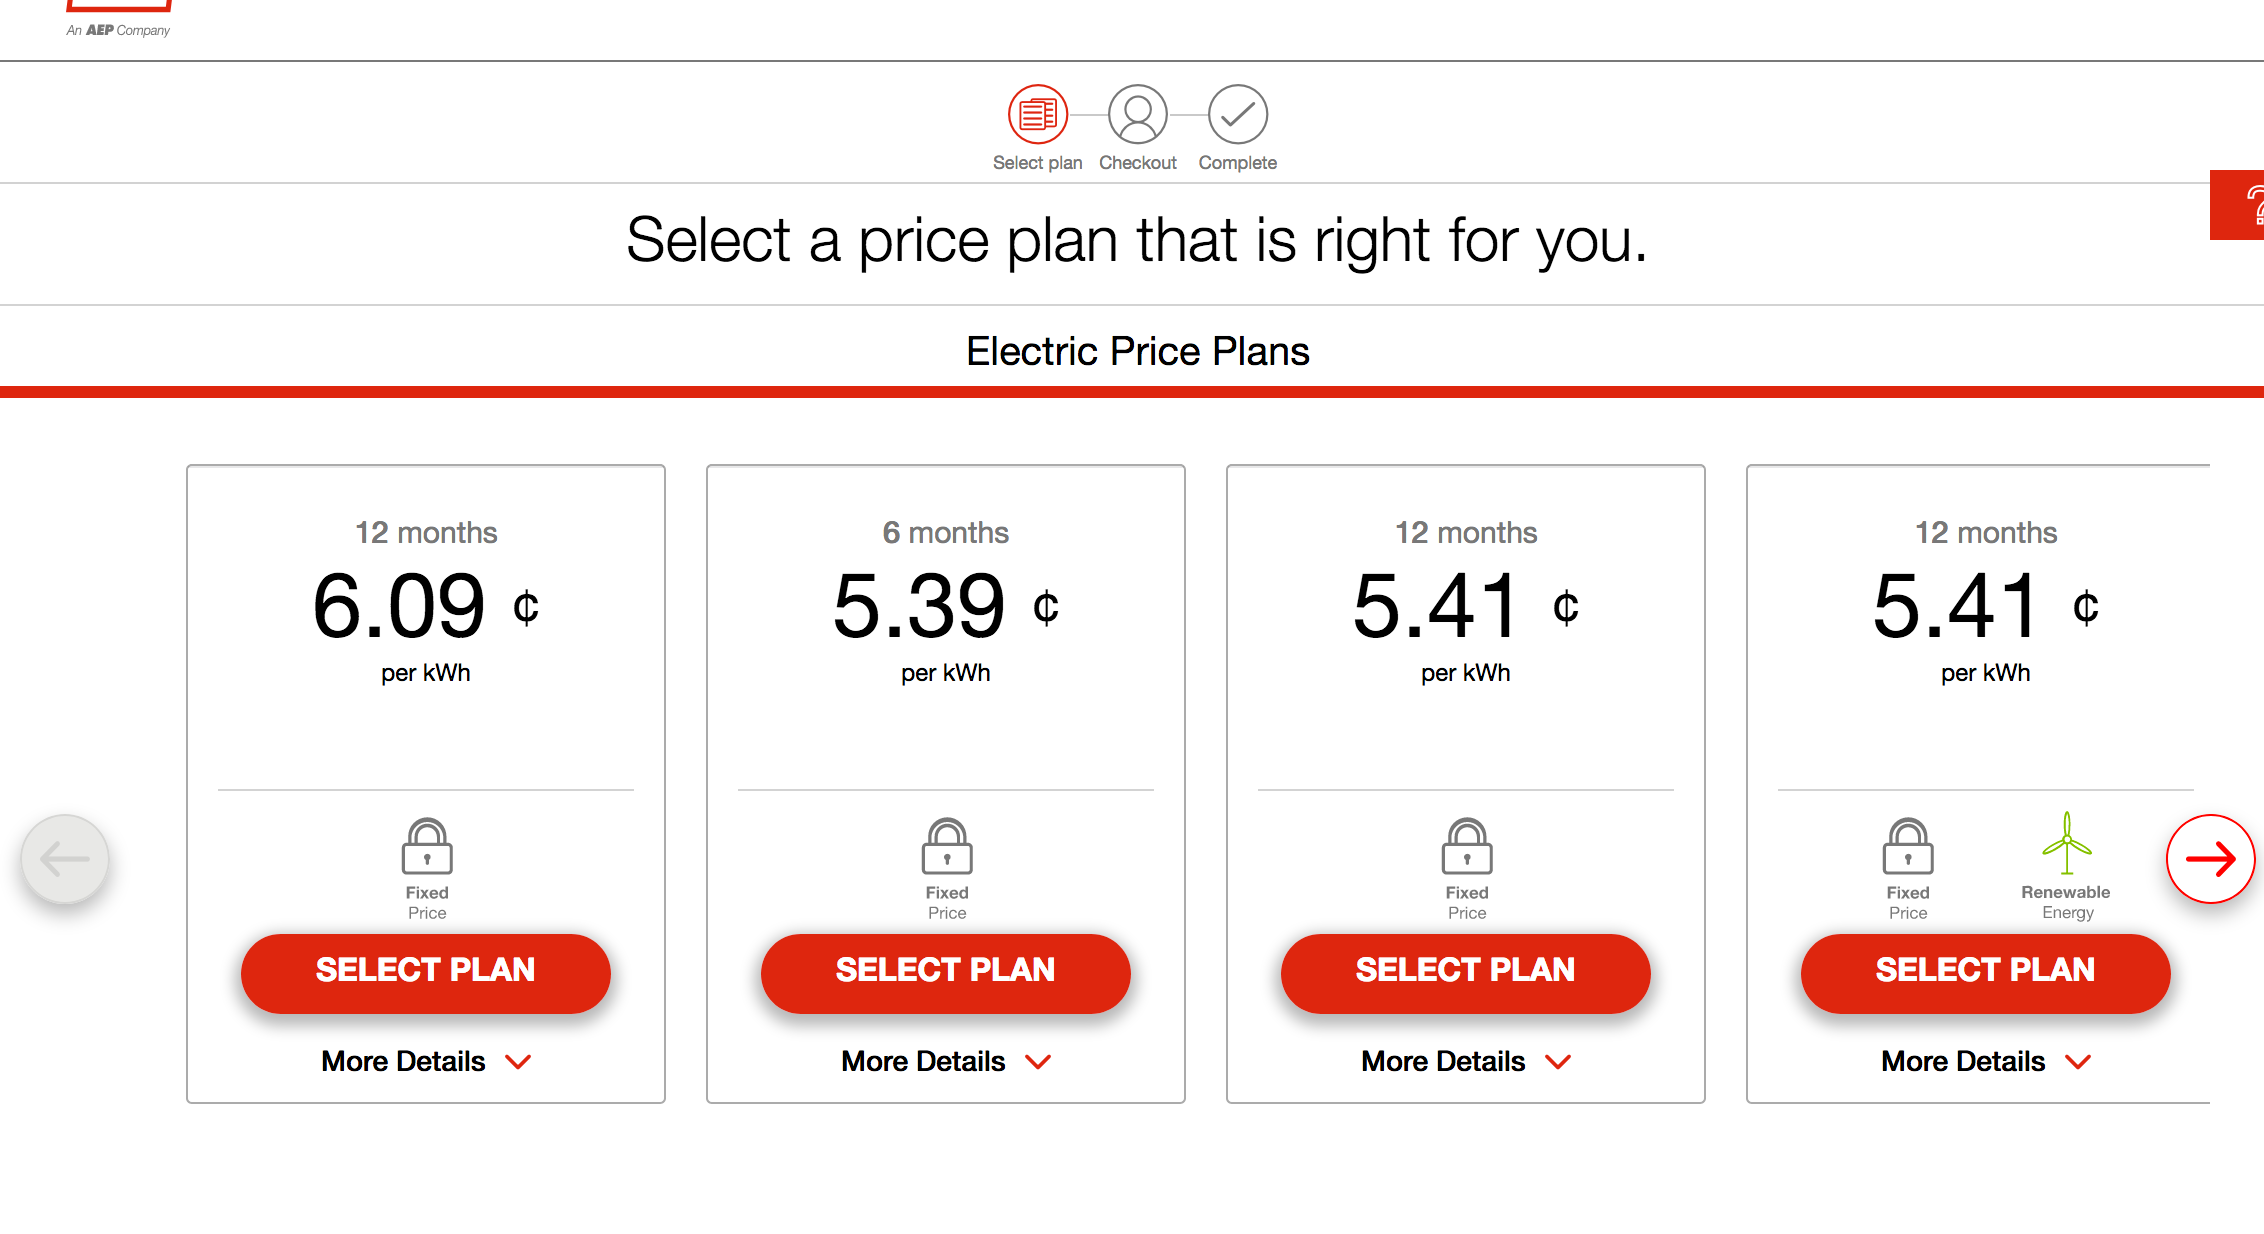 An AEP Company
Select plan
Checkout
Complete
Select a price plan that is right for you.
Electric Price Plans
12 months
6.09 ¢
per kWh
Fixed
Price
SELECT PLAN
More Details
6 months
5.39 ¢
per kWh
Fixed
Price
SELECT PLAN
More Details
12 months
5.41 ¢
per kWh
Fixed
Price
SELECT PLAN
More Details
12 months
5.41 ¢
per kWh
Fixed
Price
Renewable
Energy
SELECT PLAN
More Details